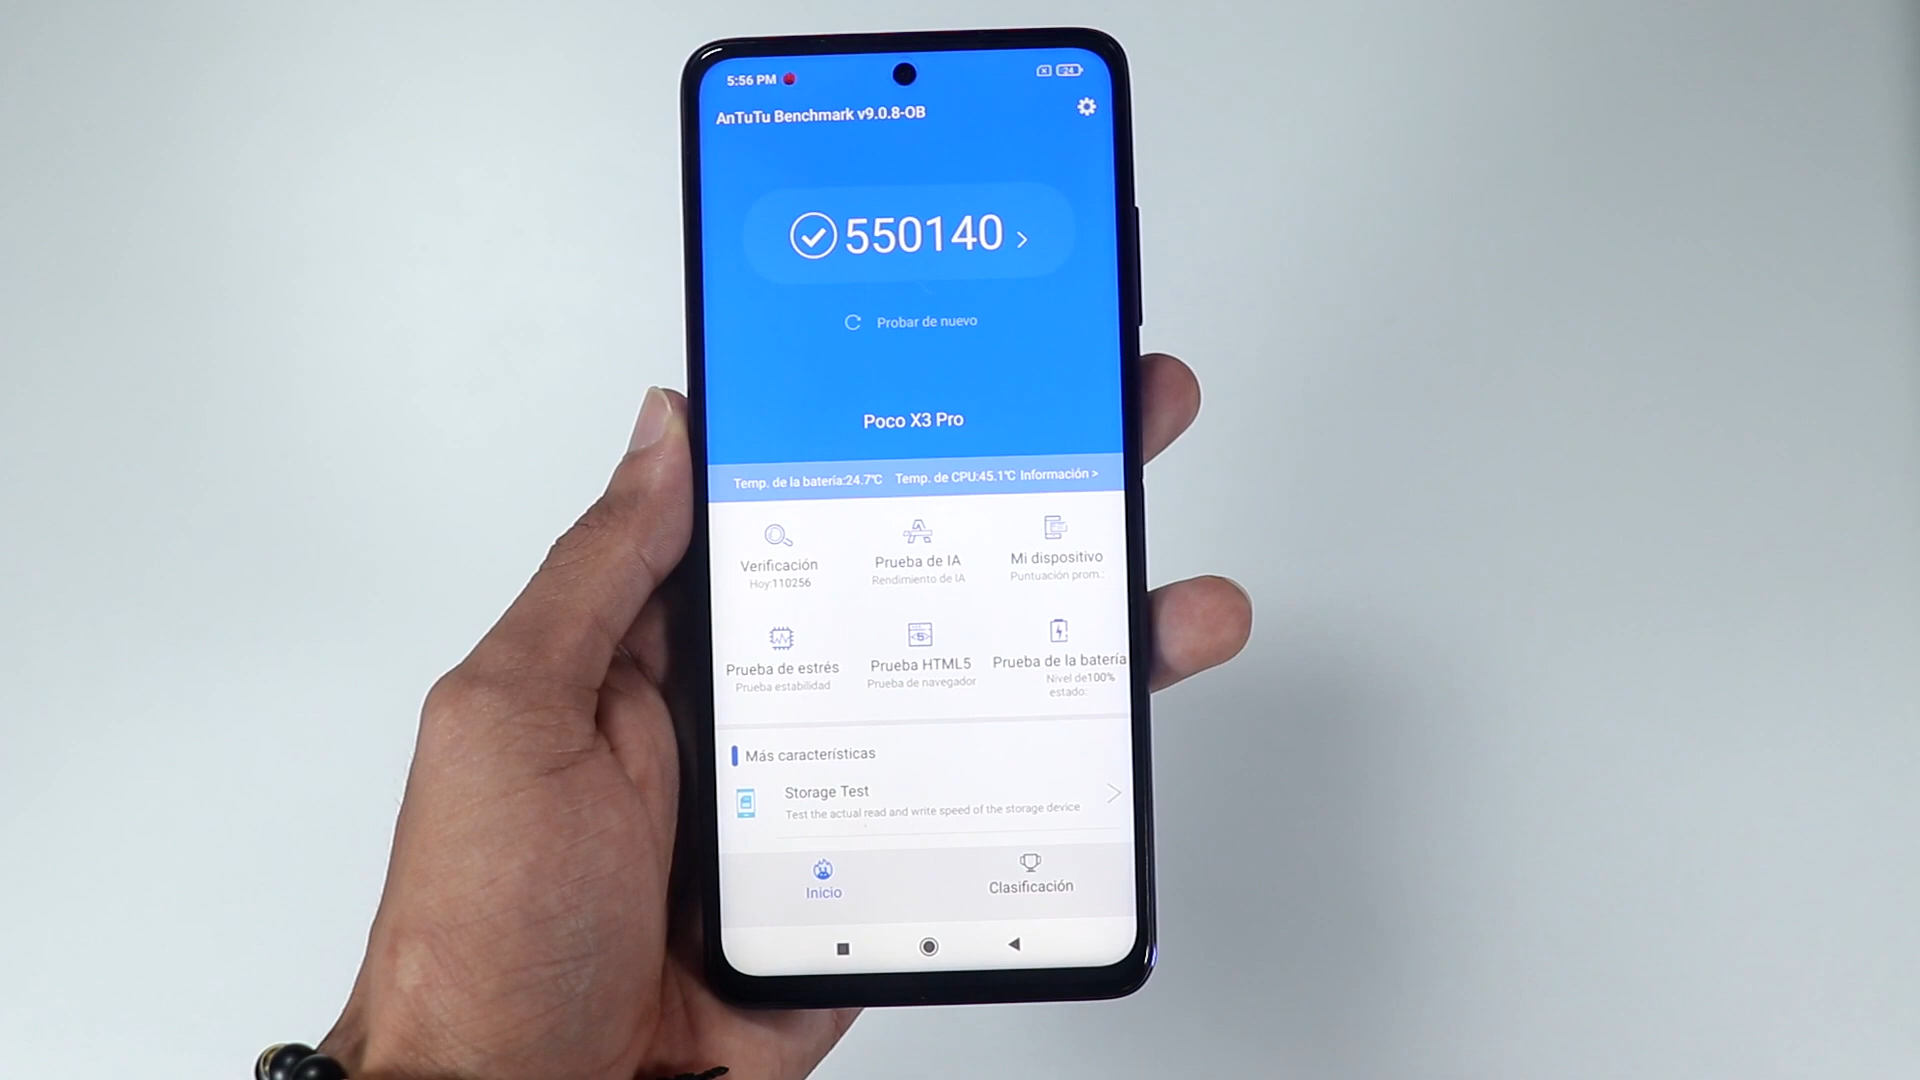 5:56 PM
24
AnTuTu Benchmark v9.0.8-OB
550140 >
Probar de nuevo
Poco X3 Pro
Temp. de la batería:24.7℃ Temp. de CPU:45.1℃ Información >
Verificación
Hoy:110256
Prueba de IA
Rendimiento de IA
Mi dispositivo
Puntuación prom.:
Prueba de estrés
Prueba estabilidad
Prueba HTML5
Prueba de navegador
Prueba de la batería
Nivel de100%
estado:
Más características
Storage Test
Test the actual read and write speed of the storage device
Inicio
Clasificación